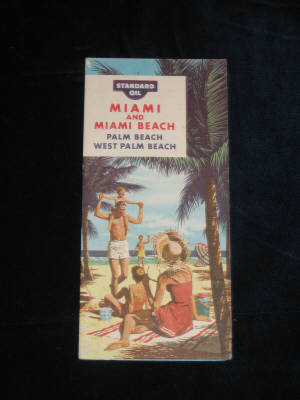 STANDARD
OIL
MIAMI
AND
MIAMI BEACH
PALM BEACH
WEST PALM BEACH